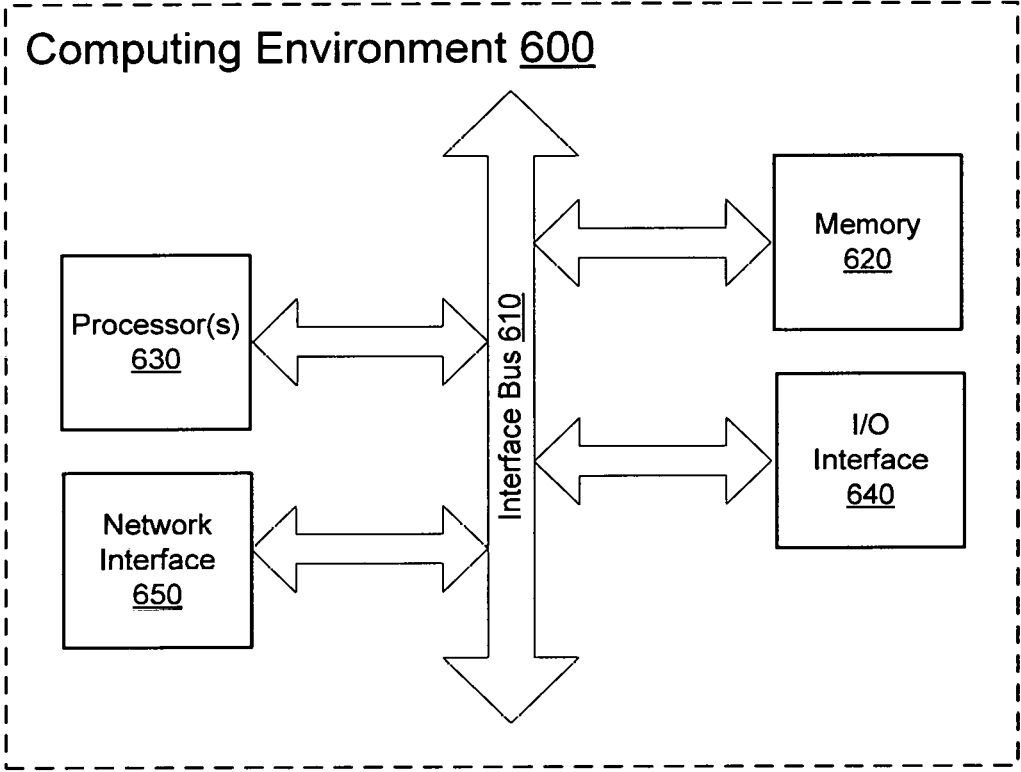 Computing Environment 600
Memory
620
Processor(s)
630
Interface Bus 610
I/O
Interface
640
Network
Interface
650